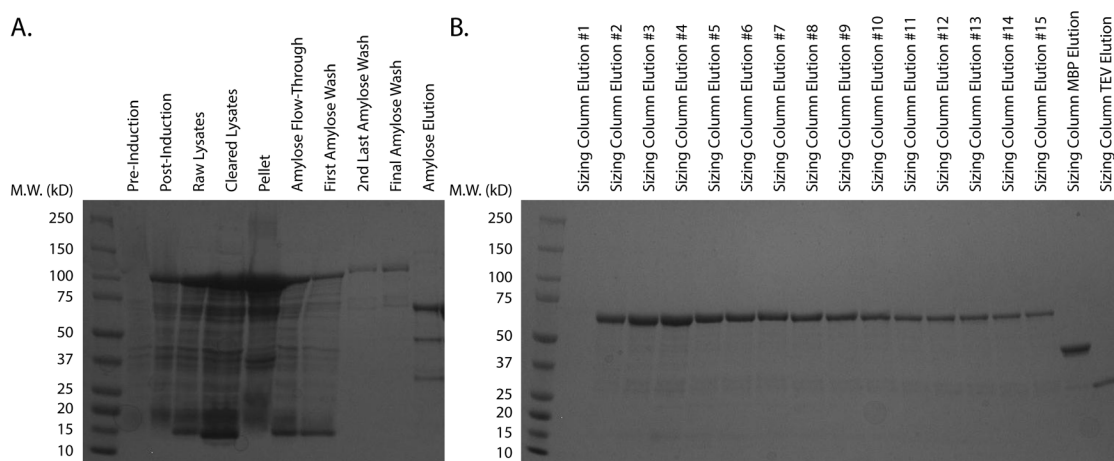 A.
Pre-Induction
Post-Induction
Raw Lysates
Cleared Lysates
Pellet
Amylose Flow-Through
First Amylose Wash
2nd Last Amylose Wash
Final Amylose Wash
Amylose Elution
M.W. (kD)
250
150
100
75
50
37
25
20
15
10
B.
Sizing Column Elution #1
Sizing Column Elution #2
Sizing Column Elution #3
Sizing Column Elution #4
Sizing Column Elution #5
Sizing Column Elution #6
Sizing Column Elution #7
Sizing Column Elution #8
Sizing Column Elution #9
Sizing Column Elution #10
Sizing Column Elution #11
Sizing Column Elution #12
Sizing Column Elution #13
Sizing Column Elution #14
Sizing Column Elution #15
Sizing Column MBP Elution
Sizing Column TEV Elution
M.W. (kD)
250
150
100
75
50
37
25
20
15
10